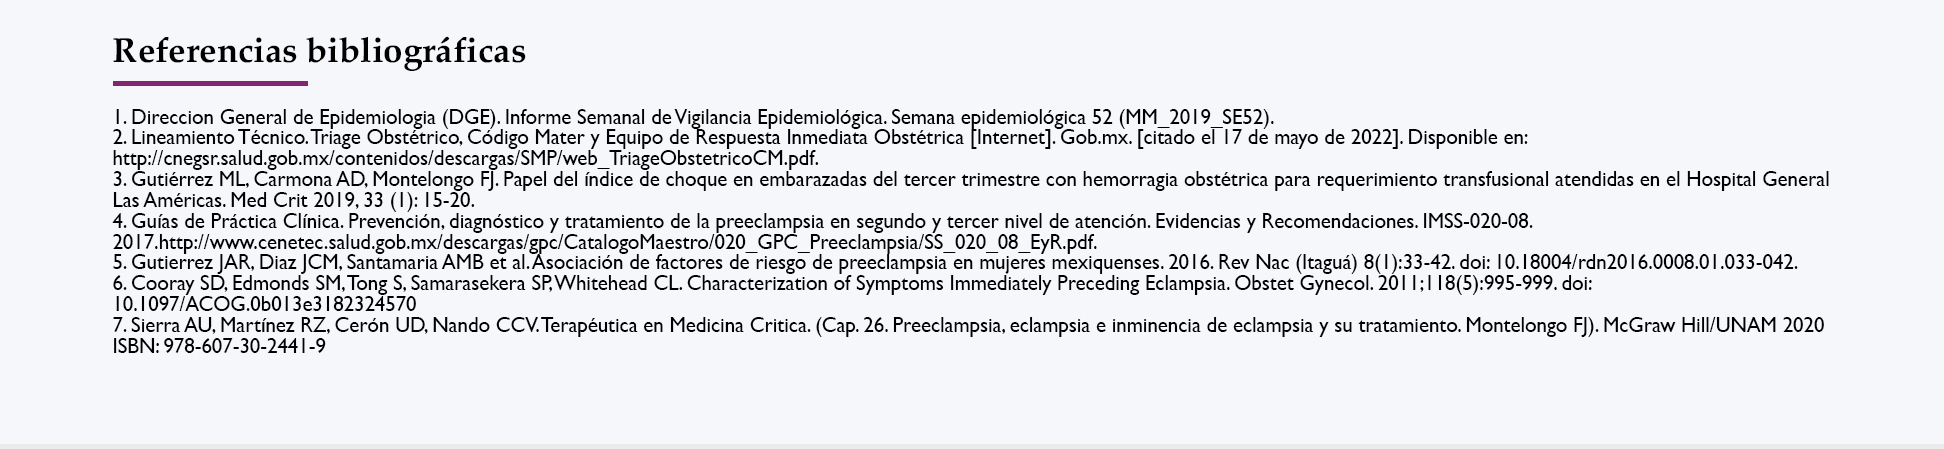 Referencias bibliográficas
1. Direccion General de Epidemiologia (DGE). Informe Semanal de Vigilancia Epidemiológica. Semana epidemiológica 52 (MM_2019_SE52).
2. Lineamiento Técnico. Triage Obstétrico, Código Mater y Equipo de Respuesta Inmediata Obstétrica [Internet]. Gob.mx. [citado el 17 de mayo de 2022]. Disponible en:
http://cnegsr.salud.gob.mx/contenidos/descargas/SMP/web_TriageObstetricoCM.pdf.
3. Gutiérrez ML, Carmona AD, Montelongo FJ. Papel del índice de choque en embarazadas del tercer trimestre con hemorragia obstétrica para requerimiento transfusional atendidas en el Hospital General
Las Américas. Med Crit 2019, 33 (1): 15-20.
4. Guías de Práctica Clínica. Prevención, diagnóstico y tratamiento de la preeclampsia en segundo y tercer nivel de atención. Evidencias y Recomendaciones. IMSS-020-08.
2017.http://www.cenetec.salud.gob.mx/descargas/gpc/CatalogoMaestro/020_GPC_Preeclampsia/SS_020_08_EyR.pdf.
5. Gutierrez JAR, Diaz JCM, Santamaria AMB et al. Asociación de factores de riesgo de preeclampsia en mujeres mexiquenses. 2016. Rev Nac (Itaguá) 8(1):33-42. doi: 10.18004/rdn2016.0008.01.033-042.
6. Cooray SD, Edmonds SM, Tong S, Samarasekera SP, Whitehead CL. Characterization of Symptoms Immediately Preceding Eclampsia. Obstet Gynecol. 2011;118(5):995-999. doi:
10.1097/ACOG.0b013e3182324570
7. Sierra AU, Martínez RZ, Cerón UD, Nando CCV. Terapéutica en Medicina Critica. (Cap. 26. Preeclampsia, eclampsia e inminencia de eclampsia y su tratamiento. Montelongo FJ). McGraw Hill/UNAM 2020
ISBN: 978-607-30-2441-9